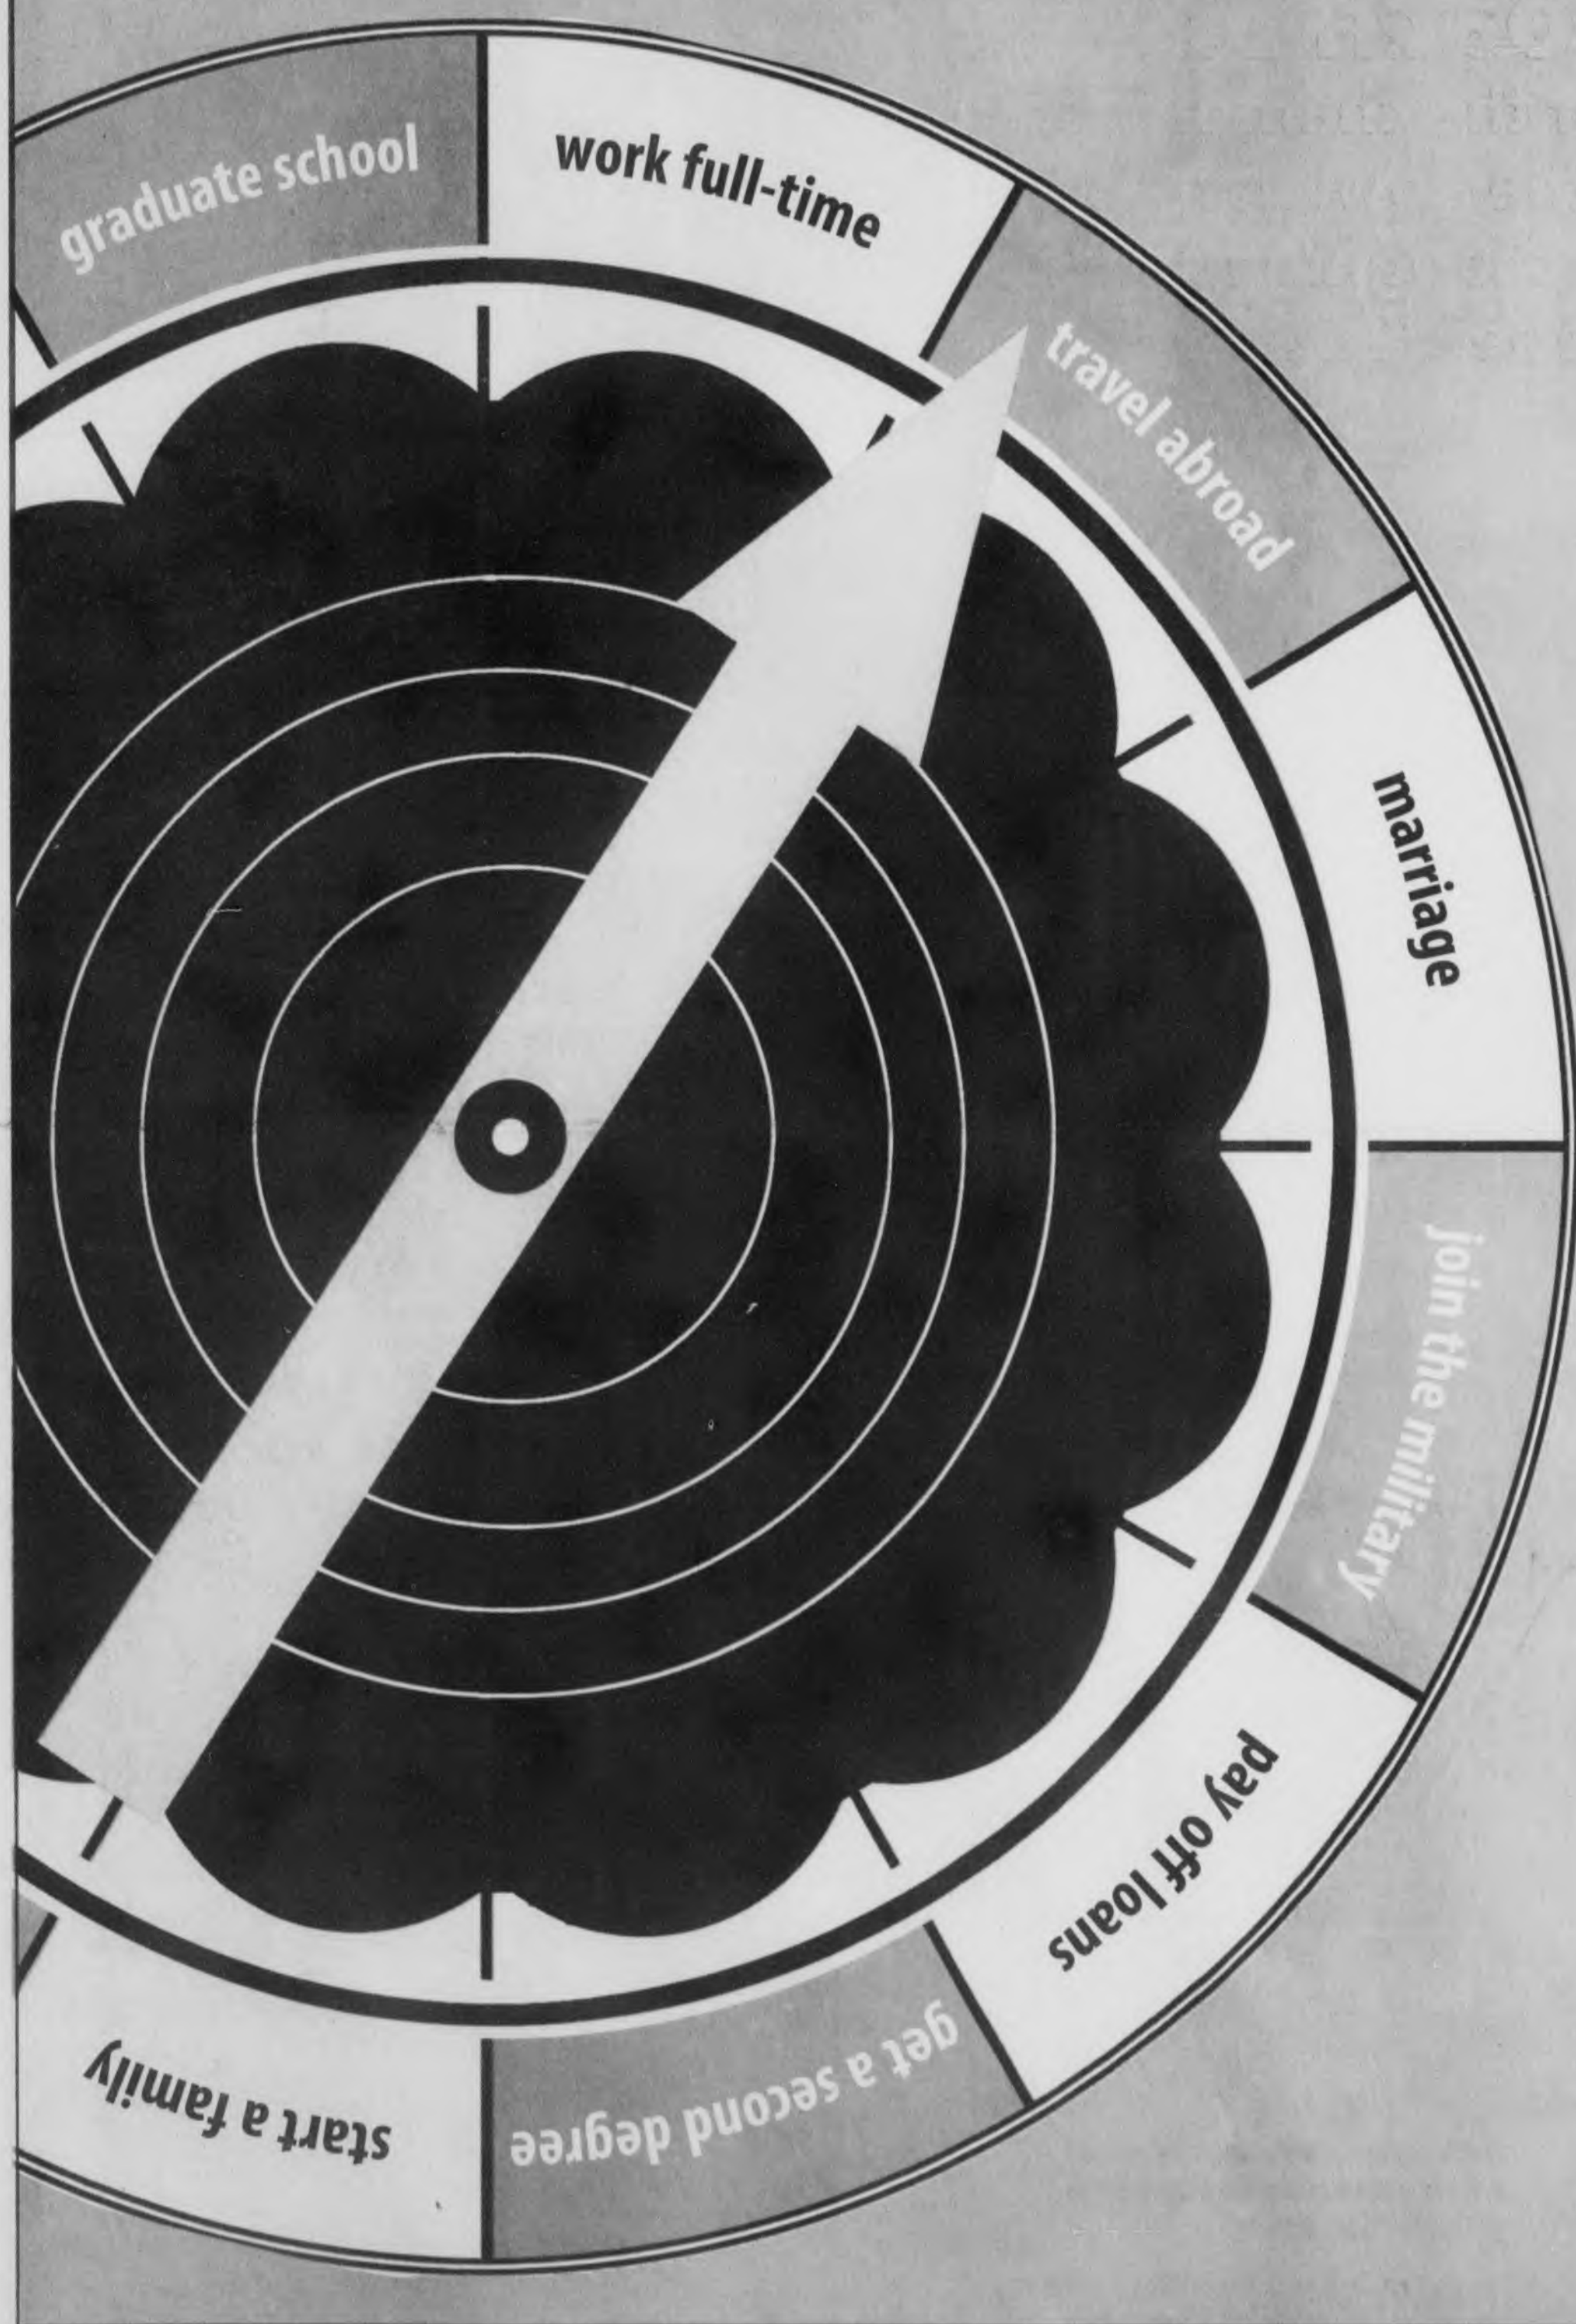 graduate school
work full-time
travel abroad
marriage
join the military
pay off loans
get a second degree
start a family